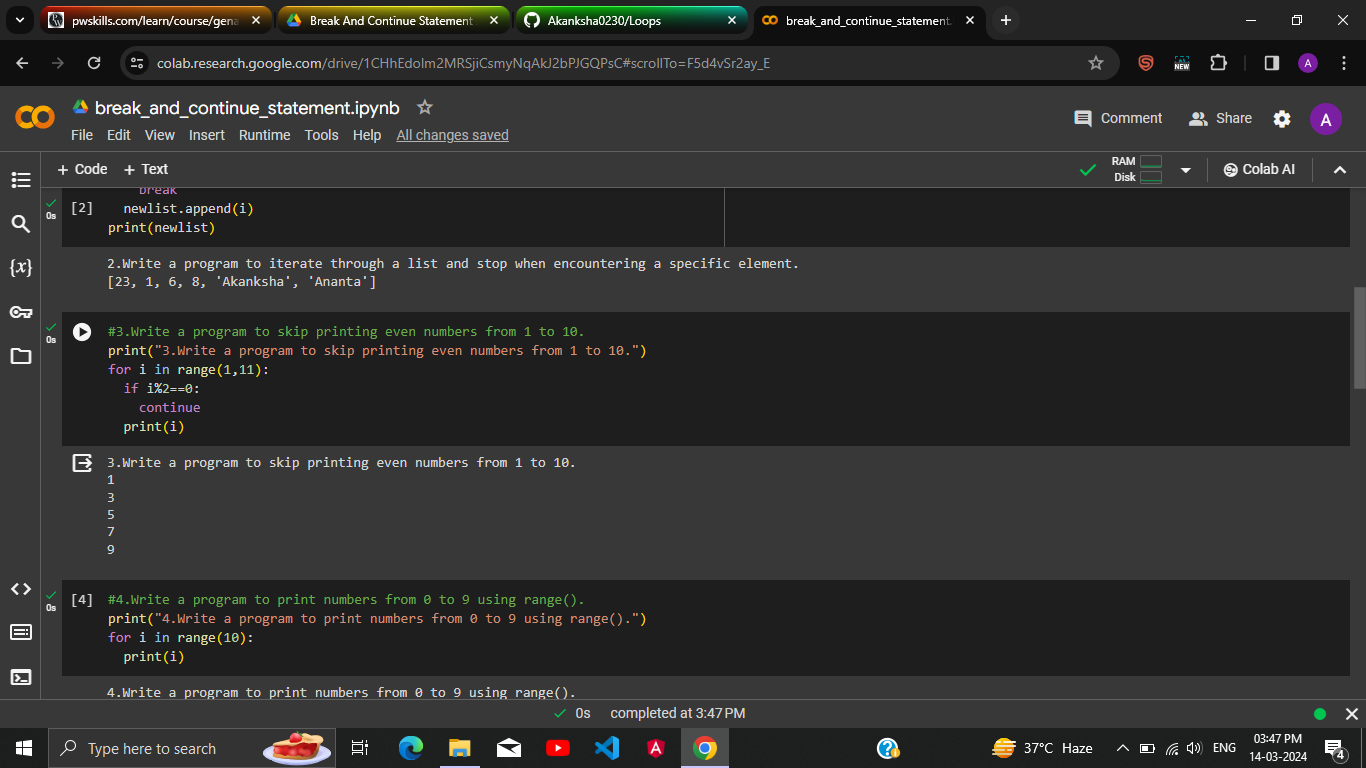 pwskills.com/learn/course/gena
Break And Continue Statement
Akanksha0230/Loops
break_and_continue_statement.
colab.research.google.com/drive/1CHhEdoIm2MRSjiCsmyNqAkJ2bPJGQPsC#scrollTo=F5d4vSr2ay_E
NEW
A
break_and_continue_statement.ipynb
File Edit View Insert Runtime Tools Help All changes saved
Comment
Share
A
+ Code + Text
RAM
Disk
Colab AI
break
0s
[2] newlist.append(i)
print(newlist)
2.Write a program to iterate through a list and stop when encountering a specific element.
[23, 1, 6, 8, 'Akanksha', 'Ananta']
0s
#3.Write a program to skip printing even numbers from 1 to 10.
print("3.Write a program to skip printing even numbers from 1 to 10.")
for i in range(1,11):
if i%2==0:
continue
print(i)
3.Write a program to skip printing even numbers from 1 to 10.
1
3
5
7
9
0s
[4] #4.Write a program to print numbers from 0 to 9 using range().
print("4.Write a program to print numbers from 0 to 9 using range().")
for i in range(10):
print(i)
4.Write a program to print numbers from 0 to 9 using range().
0s completed at 3:47 PM
Type here to search
37°C Haze
ENG
03:47 PM
14-03-2024
4